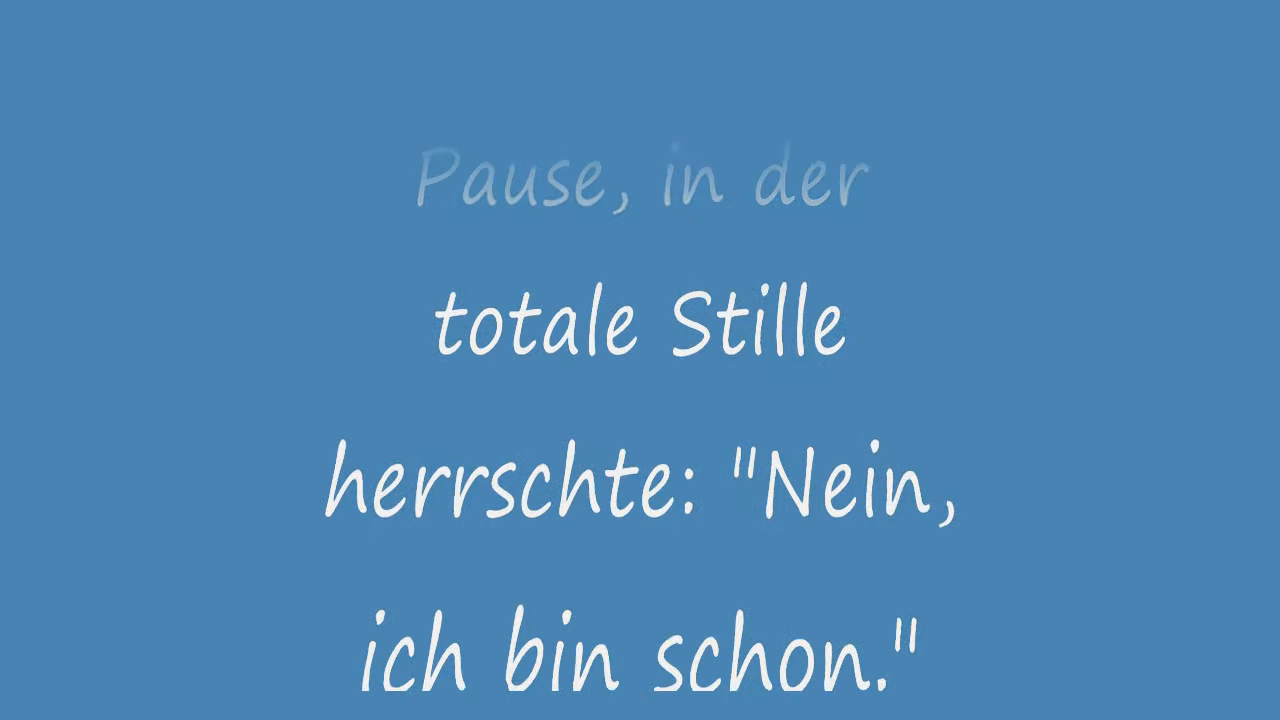 Pause, in der
totale Stille
herrschte: "Nein,
ich bin schon."